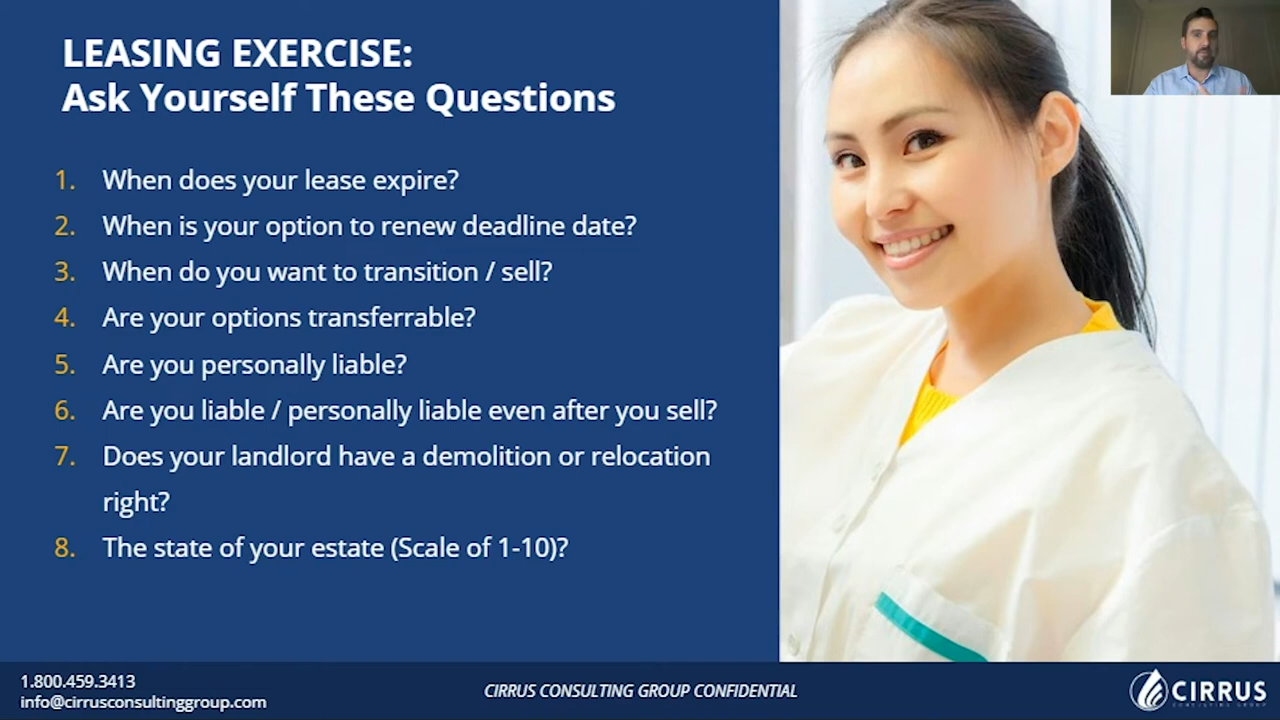 LEASING EXERCISE:
Ask Yourself These Questions
1. When does your lease expire?
2. When is your option to renew deadline date?
3. When do you want to transition / sell?
4. Are your options transferrable?
5. Are you personally liable?
6. Are you liable / personally liable even after you sell?
7. Does your landlord have a demolition or relocation
right?
8. The state of your estate (Scale of 1-10)?
1.800.459.3413
info@cirrusconsultinggroup.com
CIRRUS CONSULTING GROUP CONFIDENTIAL
CIRRUS
CONSULTING GROUP